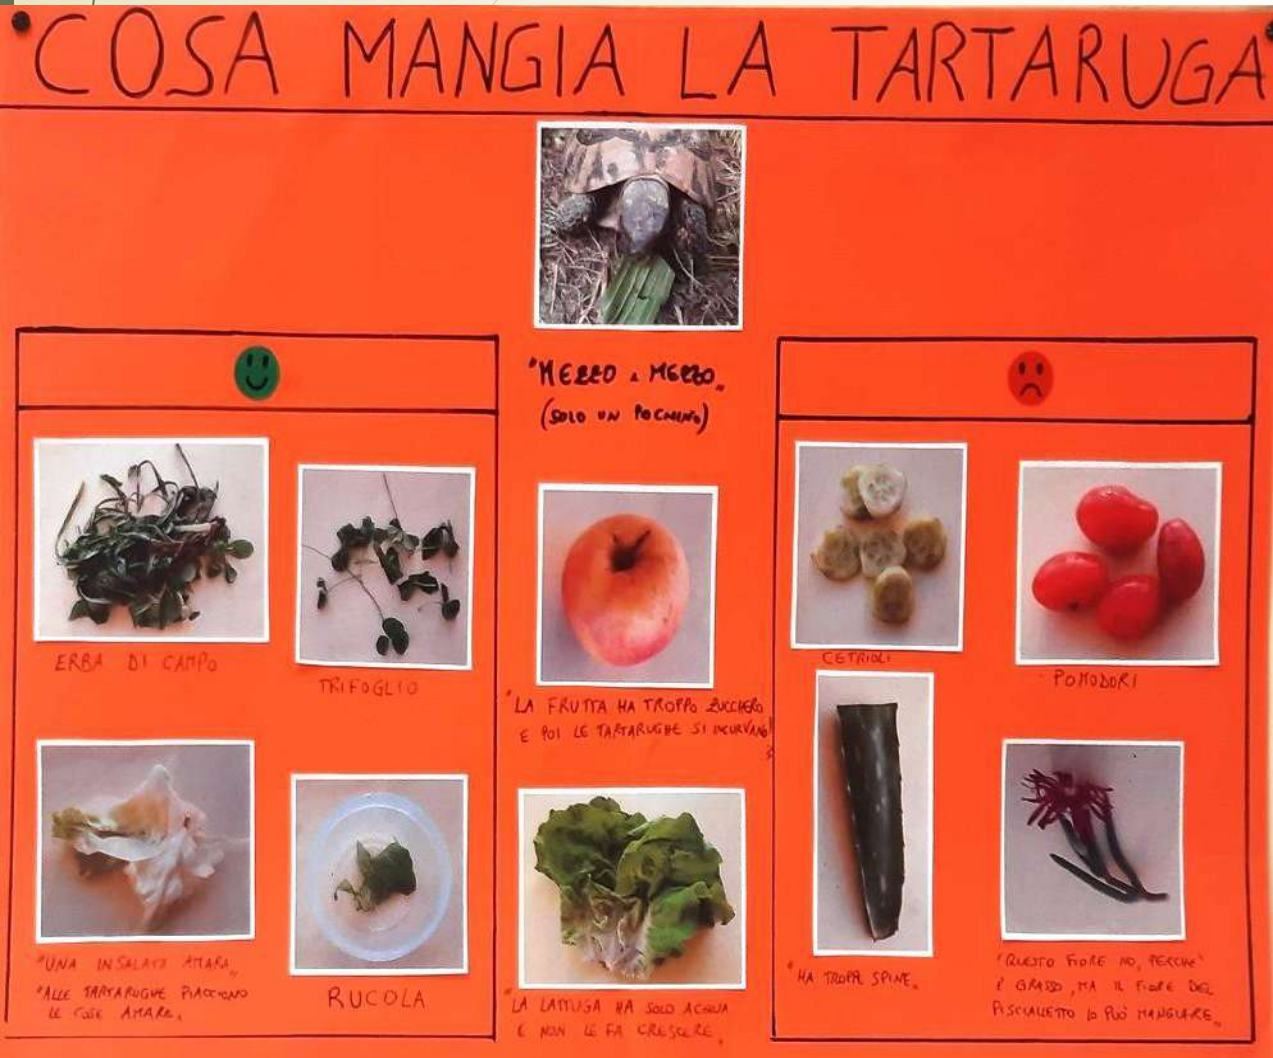 COSA MANGIA LA TARTARUGA
"MEZZO E MEZZO"
(SOLO UN POCHINO)
ERBA DI CAMPO
TRIFOGLIO
"UNA INSALATA AMARA"
"ALLE TARTARUGHE PIACCIONO
LE COSE AMARE"
RUCOLA
"LA FRUTTA HA TROPPO ZUCCHERO
E POI LE TARTARUGHE SI INCURVANO"
"LA LATTUGA HA SOLO ACQUA
E NON LE FA CRESCERE"
CETRIOLI
POMODORI
"HA TROPPE SPINE"
"QUESTO FIORE NO, PERCHE'
E' GRASSO, MA IL FIORE DEL
PISCIALETTO LO PUÒ MANGIARE"